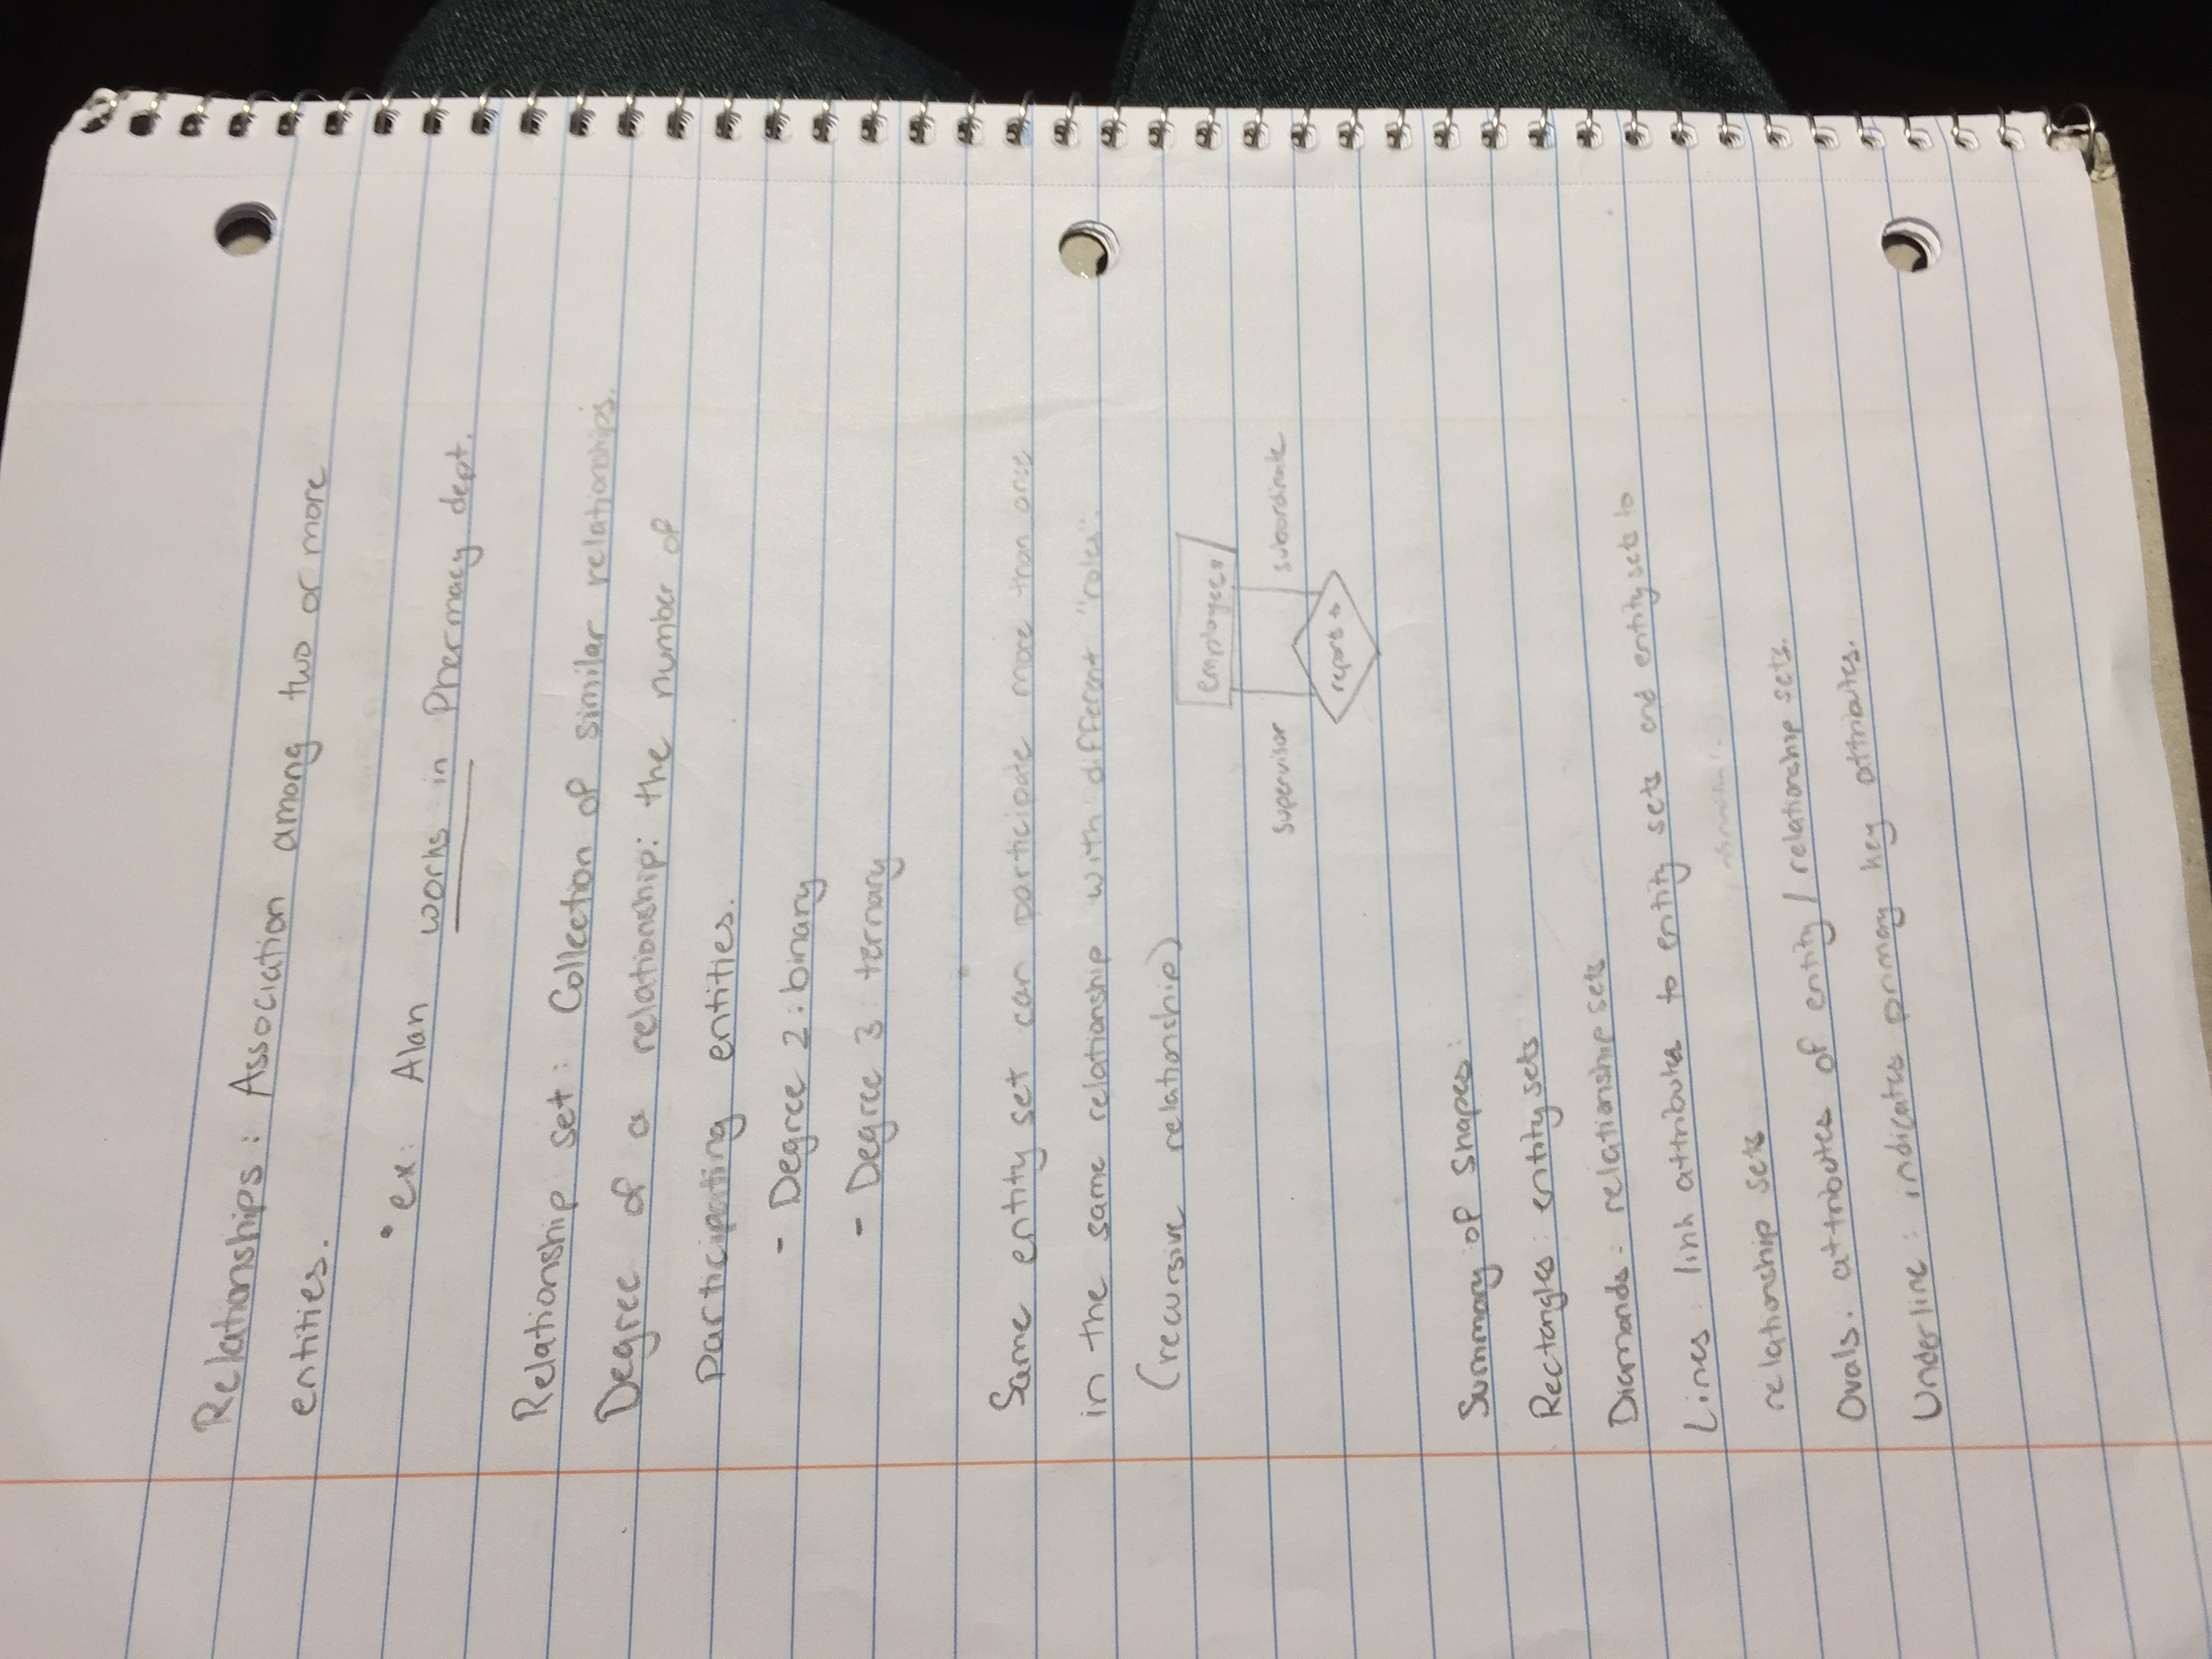 Relationships: Association among two or more
entities.
• ex: Alan works in Pharmacy dept.
Relationship set: Collection of similar relationships.
Degree of a relationship: the number of
participating entities.
- Degree 2: binary
- Degree 3: ternary
Same entity set can participate more than once
in the same relationship with different "roles".
(recursive relationship)
employees
supervisor subordinate
reports to
Summary of Shapes:
Rectangles: entity sets
Diamonds: relationship sets
Lines: link attributes to entity sets and entity sets to
relationship sets
Ovals: attributes of entity / relationship sets.
Underline: indicates primary key attributes.